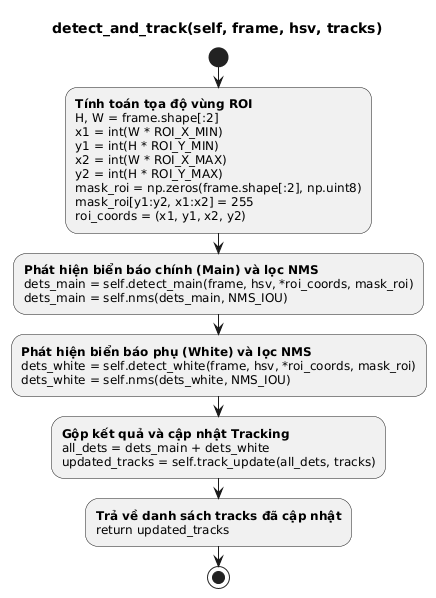 detect_and_track(self, frame, hsv, tracks)
Tính toán tọa độ vùng ROI
H, W = frame.shape[:2]
x1 = int(W * ROI_X_MIN)
y1 = int(H * ROI_Y_MIN)
x2 = int(W * ROI_X_MAX)
y2 = int(H * ROI_Y_MAX)
mask_roi = np.zeros(frame.shape[:2], np.uint8)
mask_roi[y1:y2, x1:x2] = 255
roi_coords = (x1, y1, x2, y2)
Phát hiện biển báo chính (Main) và lọc NMS
dets_main = self.detect_main(frame, hsv, *roi_coords, mask_roi)
dets_main = self.nms(dets_main, NMS_IOU)
Phát hiện biển báo phụ (White) và lọc NMS
dets_white = self.detect_white(frame, hsv, *roi_coords, mask_roi)
dets_white = self.nms(dets_white, NMS_IOU)
Gộp kết quả và cập nhật Tracking
all_dets = dets_main + dets_white
updated_tracks = self.track_update(all_dets, tracks)
Trả về danh sách tracks đã cập nhật
return updated_tracks